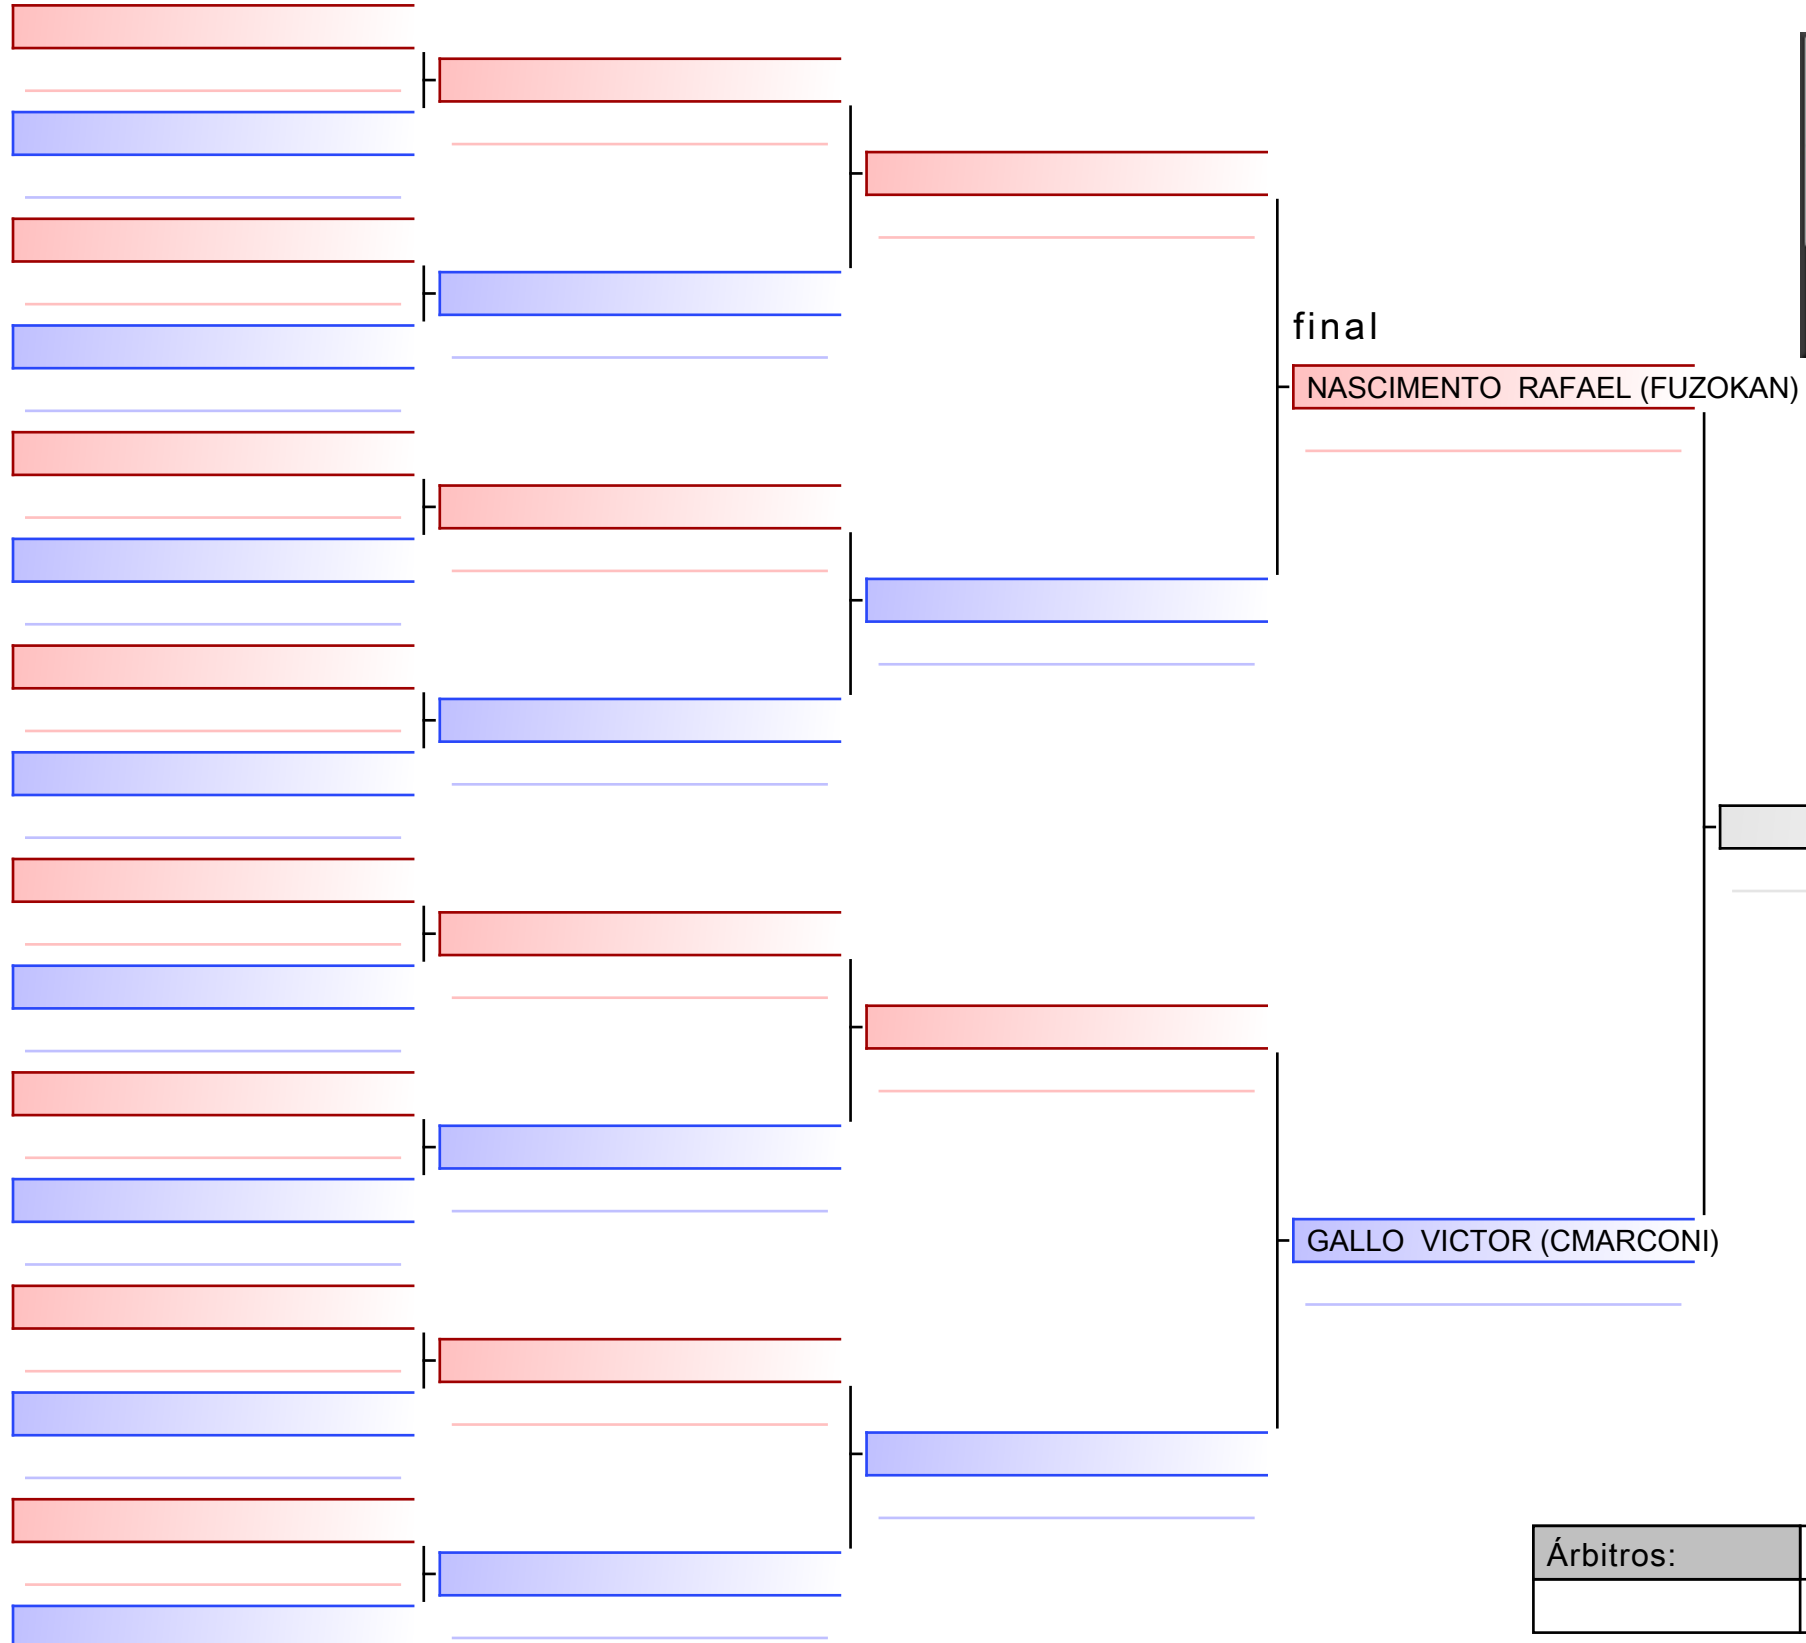 final
NASCIMENTO RAFAEL (FUZOKAN)
GALLO VICTOR (CMARCONI)
Árbitros: